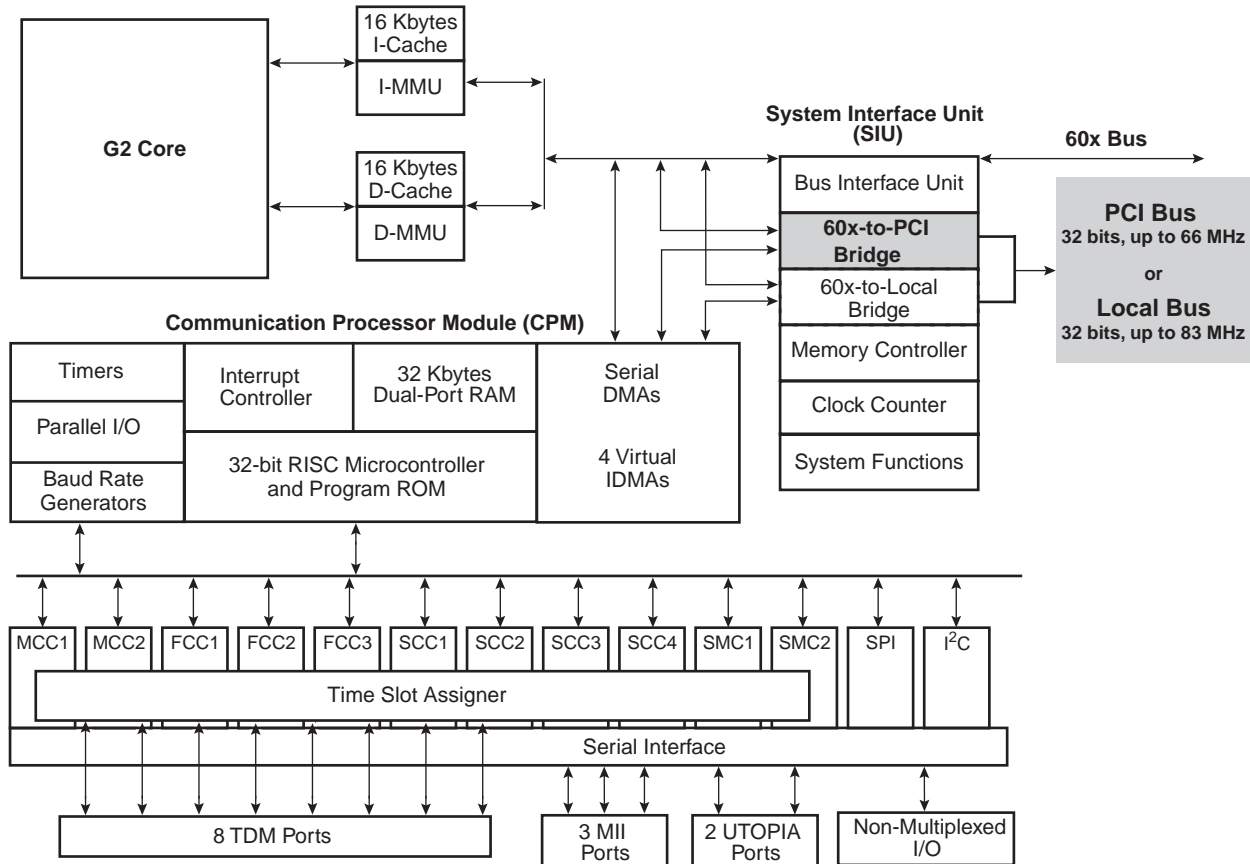 G2 Core
16 Kbytes
I-Cache
I-MMU
16 Kbytes
D-Cache
D-MMU
System Interface Unit
(SIU)
Bus Interface Unit
60x-to-PCI
Bridge
60x-to-Local
Bridge
Memory Controller
Clock Counter
System Functions
60x Bus
PCI Bus
32 bits, up to 66 MHz
or
Local Bus
32 bits, up to 83 MHz
Communication Processor Module (CPM)
Timers
Parallel I/O
Baud Rate
Generators
Interrupt
Controller
32 Kbytes
Dual-Port RAM
32-bit RISC Microcontroller
and Program ROM
Serial
DMAs
4 Virtual
IDMAs
MCC1 MCC2 FCC1 FCC2 FCC3 SCC1 SCC2 SCC3 SCC4 SMC1 SMC2 SPI I²C
Time Slot Assigner
Serial Interface
8 TDM Ports
3 MII
Ports
2 UTOPIA
Ports
Non-Multiplexed
I/O